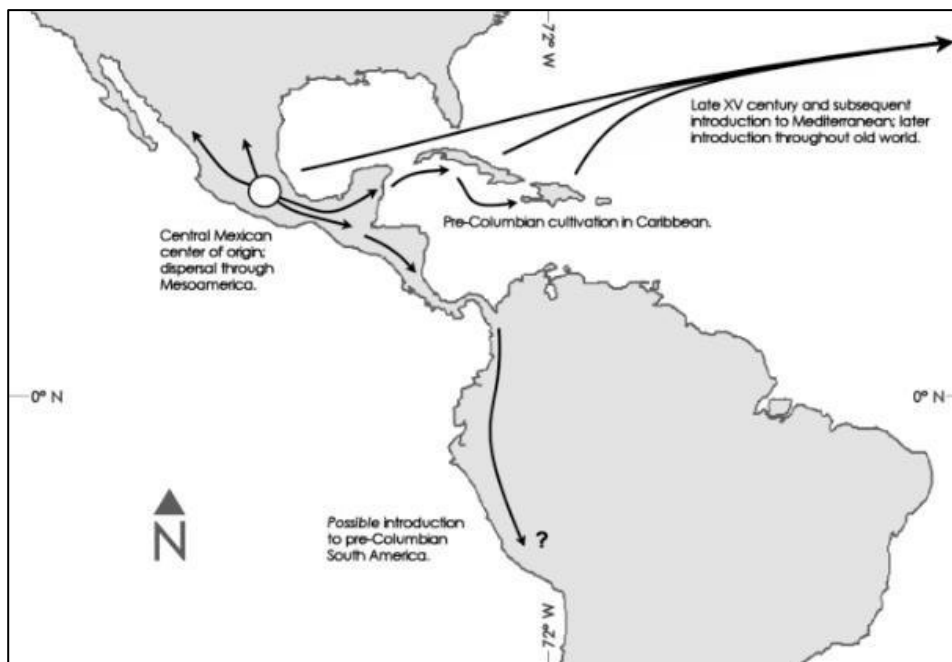 72° W
Late XV century and subsequent
introduction to Mediterranean; later
introduction throughout old world.
Pre-Columbian cultivation in Caribbean.
Central Mexican
center of origin;
dispersal through
Mesoamerica.
0° N
0° N
N
Possible introduction
to pre-Columbian
South America.
?
72° W